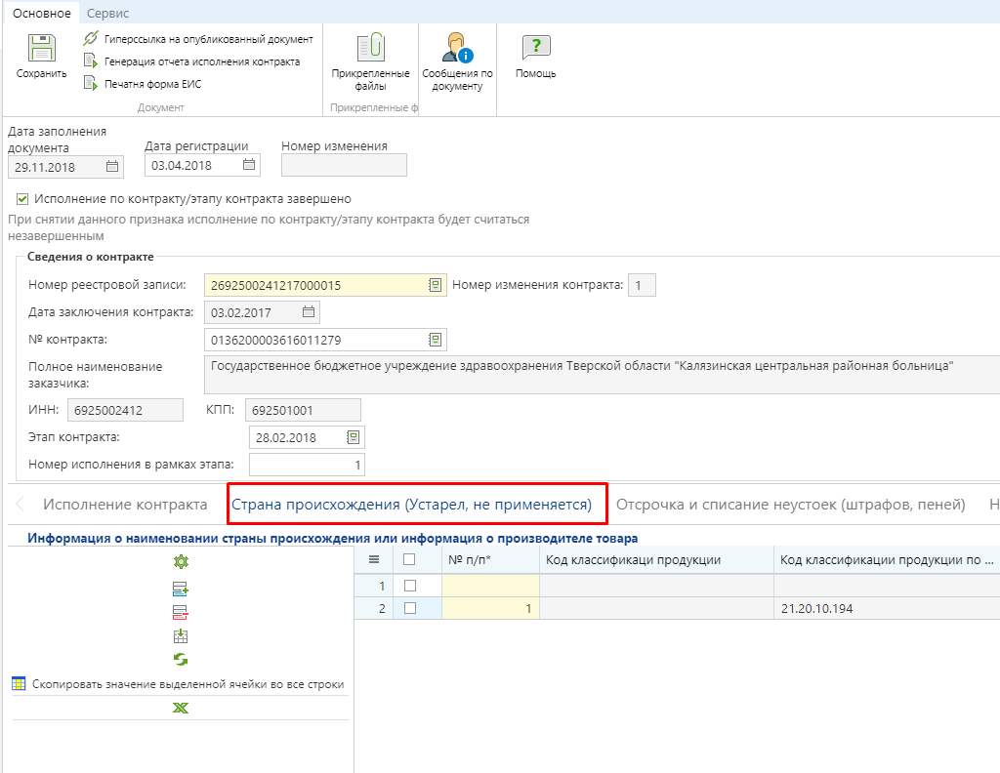 Основное Сервис
Гиперссылка на опубликованный документ
Генерация отчета исполнения контракта
Печатня форма ЕИС
Сохранить
Документ
Прикрепленные
файлы
Прикрепленные ф
Сообщения по
документу
Помощь
Дата заполнения
документа
29.11.2018
Дата регистрации
03.04.2018
Номер изменения
Исполнение по контракту/этапу контракта завершено
При снятии данного признака исполнение по контракту/этапу контракта будет считаться
незавершенным
Сведения о контракте
Номер реестровой записи: 2692500241217000015 Номер изменения контракта: 1
Дата заключения контракта: 03.02.2017
№ контракта: 0136200003616011279
Полное наименование
заказчика:
Государственное бюджетное учреждение здравоохранения Тверской области "Калязинская центральная районная больница"
ИНН: 6925002412 КПП: 692501001
Этап контракта: 28.02.2018
Номер исполнения в рамках этапа: 1
Исполнение контракта Страна происхождения (Устарел, не применяется) Отсрочка и списание неустоек (штрафов, пеней) Н
Информация о наименовании страны происхождения или информация о производителе товара
№ п/п* Код классификаци продукции Код классификации продукции по ...
1
2 1 21.20.10.194
Скопировать значение выделенной ячейки во все строки